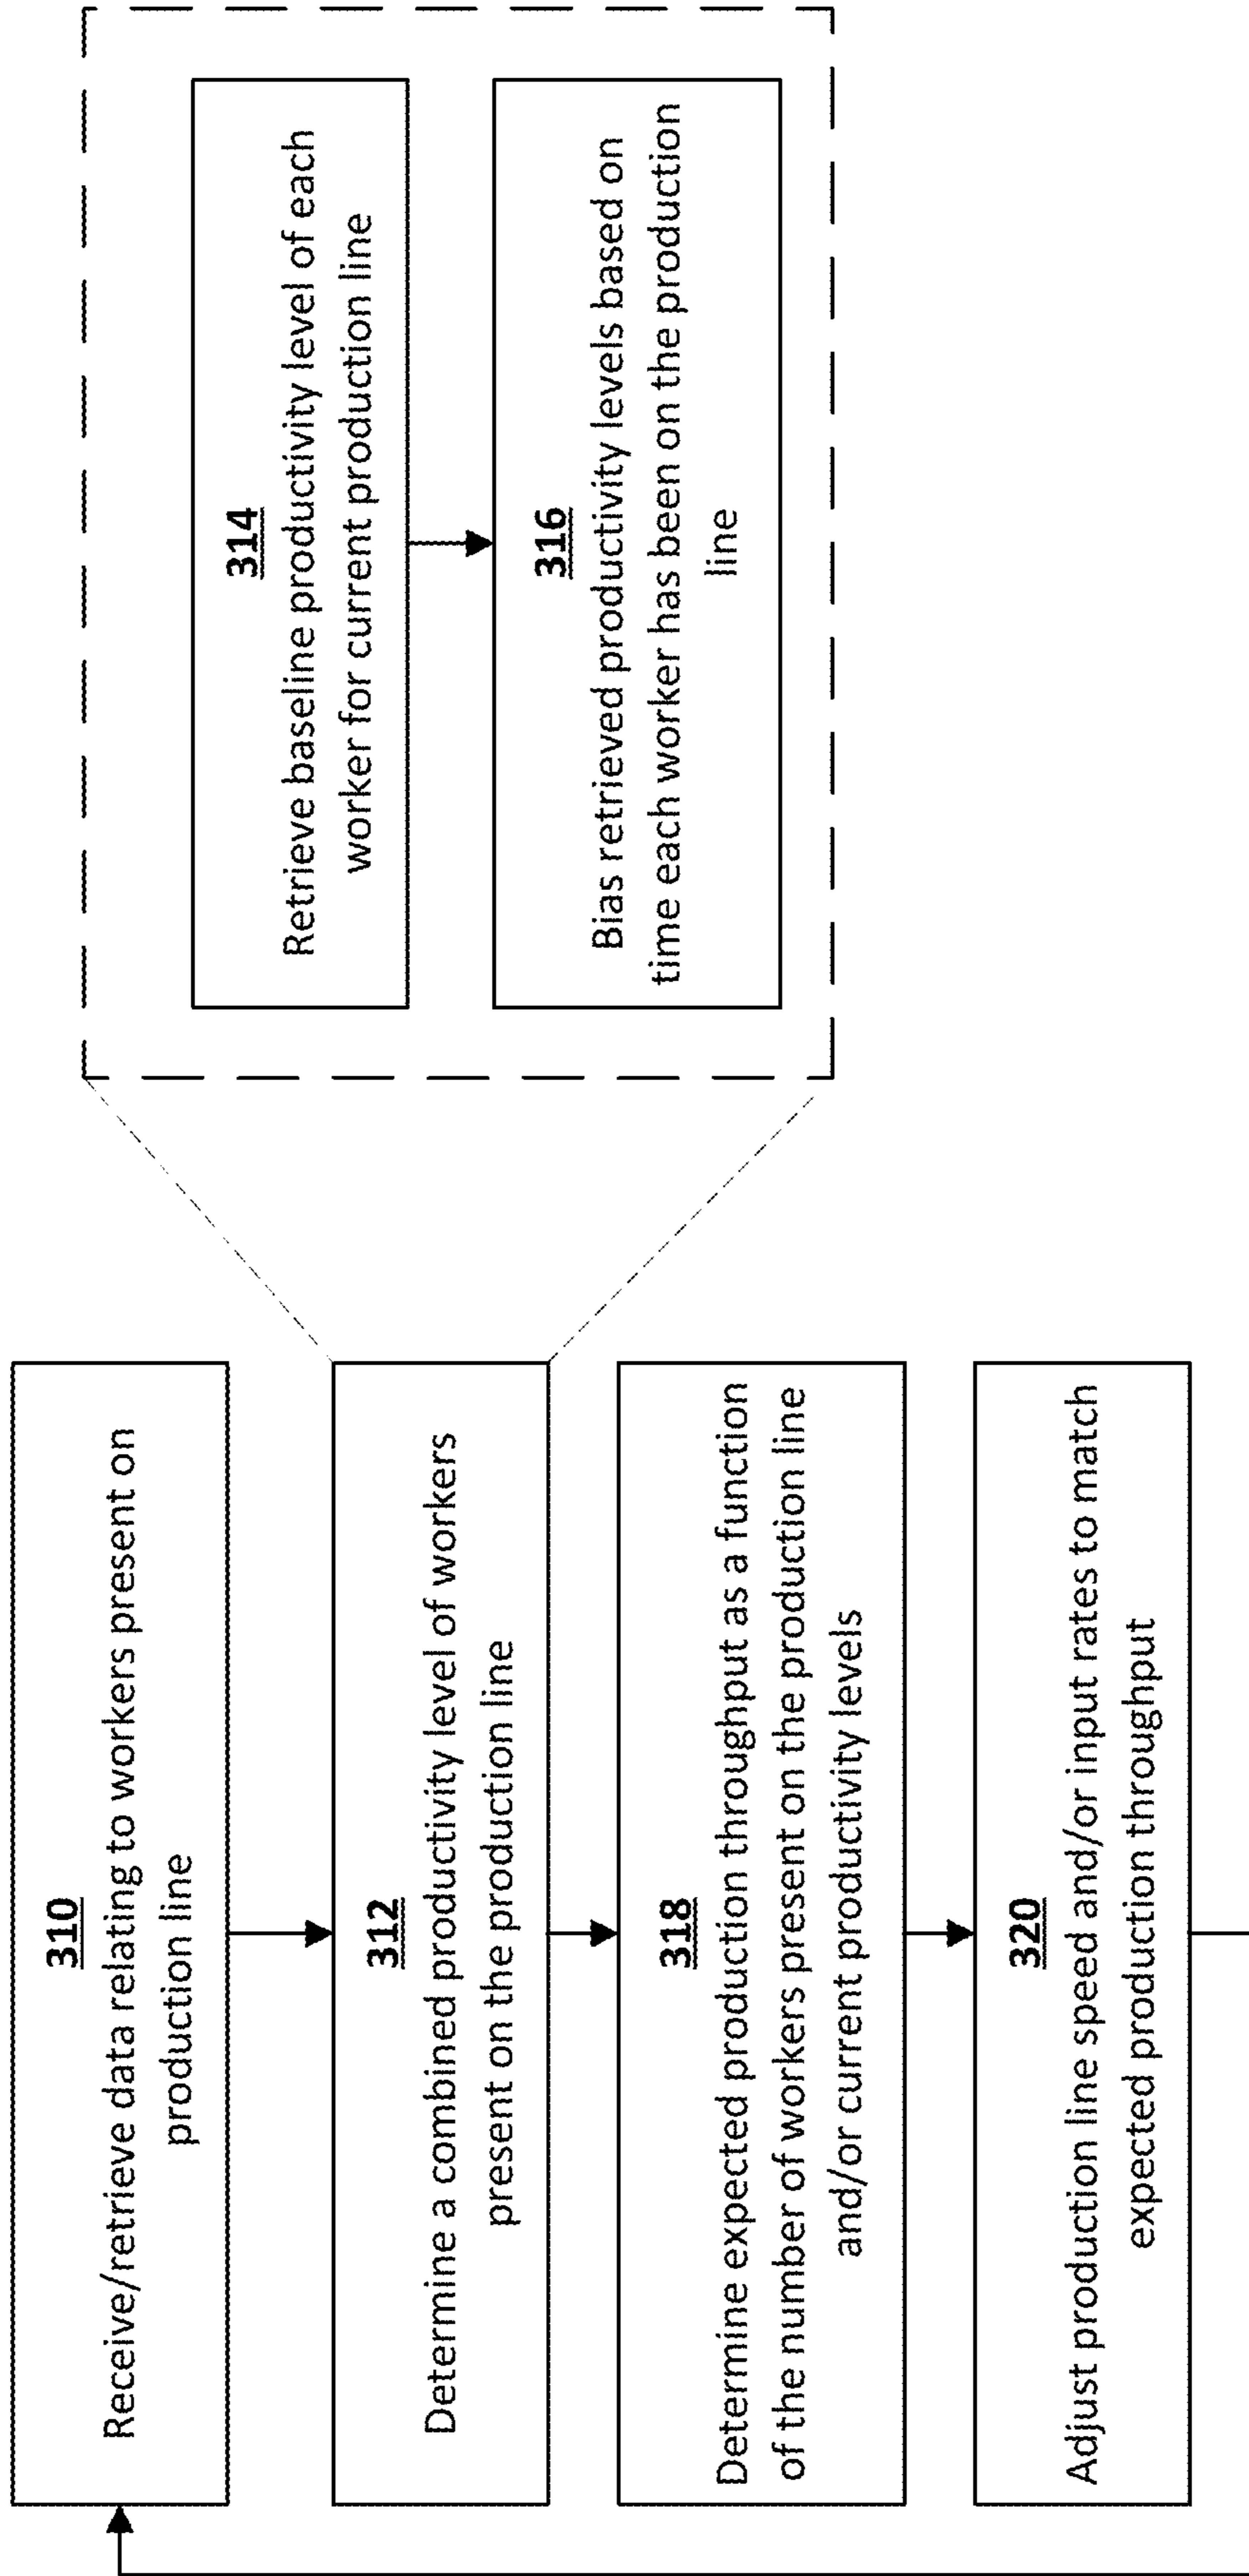 310
Receive/retrieve data relating to workers present on
production line
312
Determine a combined productivity level of workers
present on the production line
314
Retrieve baseline productivity level of each
worker for current production line
316
Bias retrieved productivity levels based on
time each worker has been on the production
line
318
Determine expected production throughput as a function
of the number of workers present on the production line
and/or current productivity levels
320
Adjust production line speed and/or input rates to match
expected production throughput